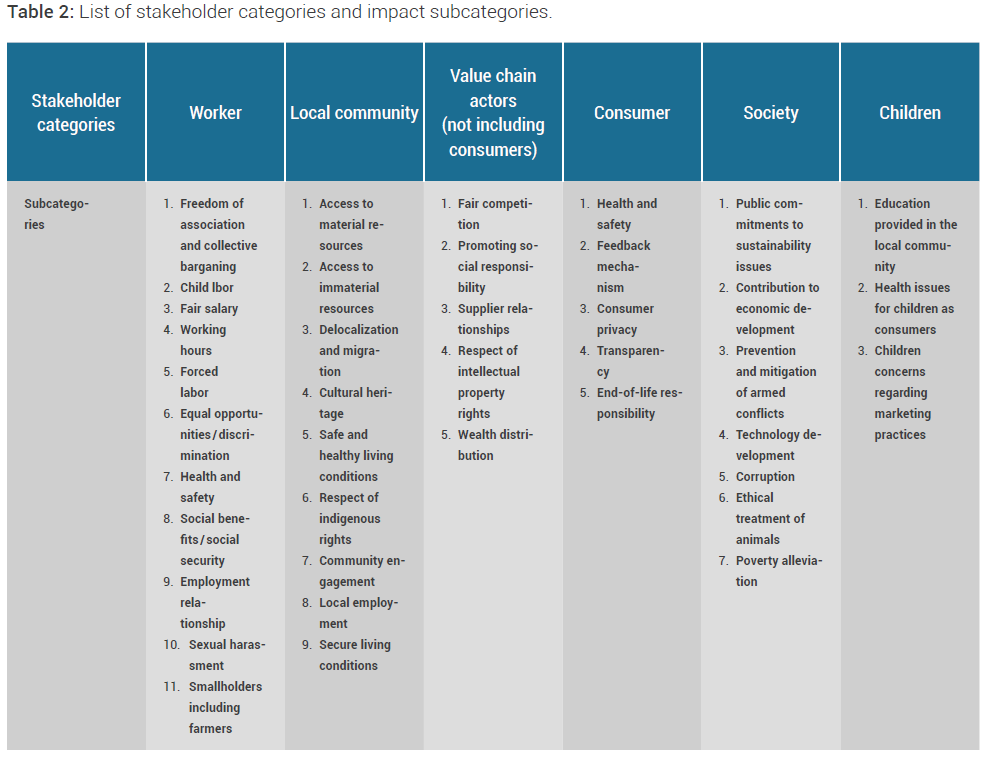 Table 2: List of stakeholder categories and impact subcategories.
Stakeholder
categories
Worker
Local community
Value chain
actors
(not including
consumers)
Consumer
Society
Children
Subcatego-
ries
1. Freedom of
association
and collective
barganing
2. Child lbor
3. Fair salary
4. Working
hours
5. Forced
labor
6. Equal opportu-
nities/discri-
mination
7. Health and
safety
8. Social bene-
fits/social
security
9. Employment
rela-
tionship
10. Sexual haras-
sment
11. Smallholders
including
farmers
1. Access to
material re-
sources
2. Access to
immaterial
resources
3. Delocalization
and migra-
tion
4. Cultural heri-
tage
5. Safe and
healthy living
conditions
6. Respect of
indigenous
rights
7. Community en-
gagement
8. Local employ-
ment
9. Secure living
conditions
1. Fair competi-
tion
2. Promoting so-
cial responsi-
bility
3. Supplier rela-
tionships
4. Respect of
intellectual
property
rights
5. Wealth distri-
bution
1. Health and
safety
2. Feedback
mecha-
nism
3. Consumer
privacy
4. Transparen-
cy
5. End-of-life res-
ponsibility
1. Public com-
mitments to
sustainability
issues
2. Contribution to
economic de-
velopment
3. Prevention
and mitigation
of armed
conflicts
4. Technology de-
velopment
5. Corruption
6. Ethical
treatment of
animals
7. Poverty allevia-
tion
1. Education
provided in the
local commu-
nity
2. Health issues
for children as
consumers
3. Children
concerns
regarding
marketing
practices